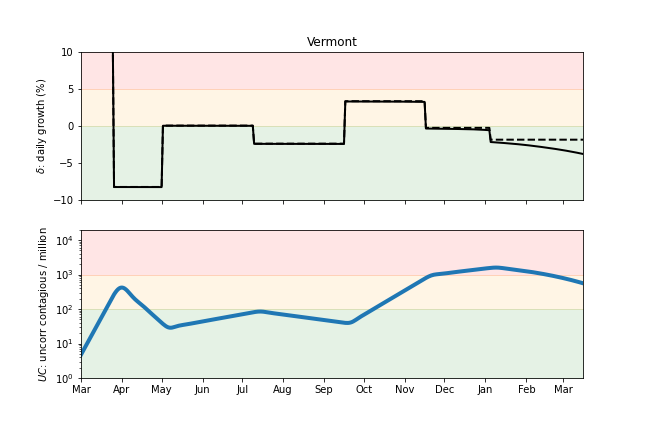 Vermont
δ: daily growth (%)
10
5
0
−5
−10
UC: uncorr contagious / million
10⁴
10³
10²
10¹
10⁰
Mar Apr May Jun Jul Aug Sep Oct Nov Dec Jan Feb Mar